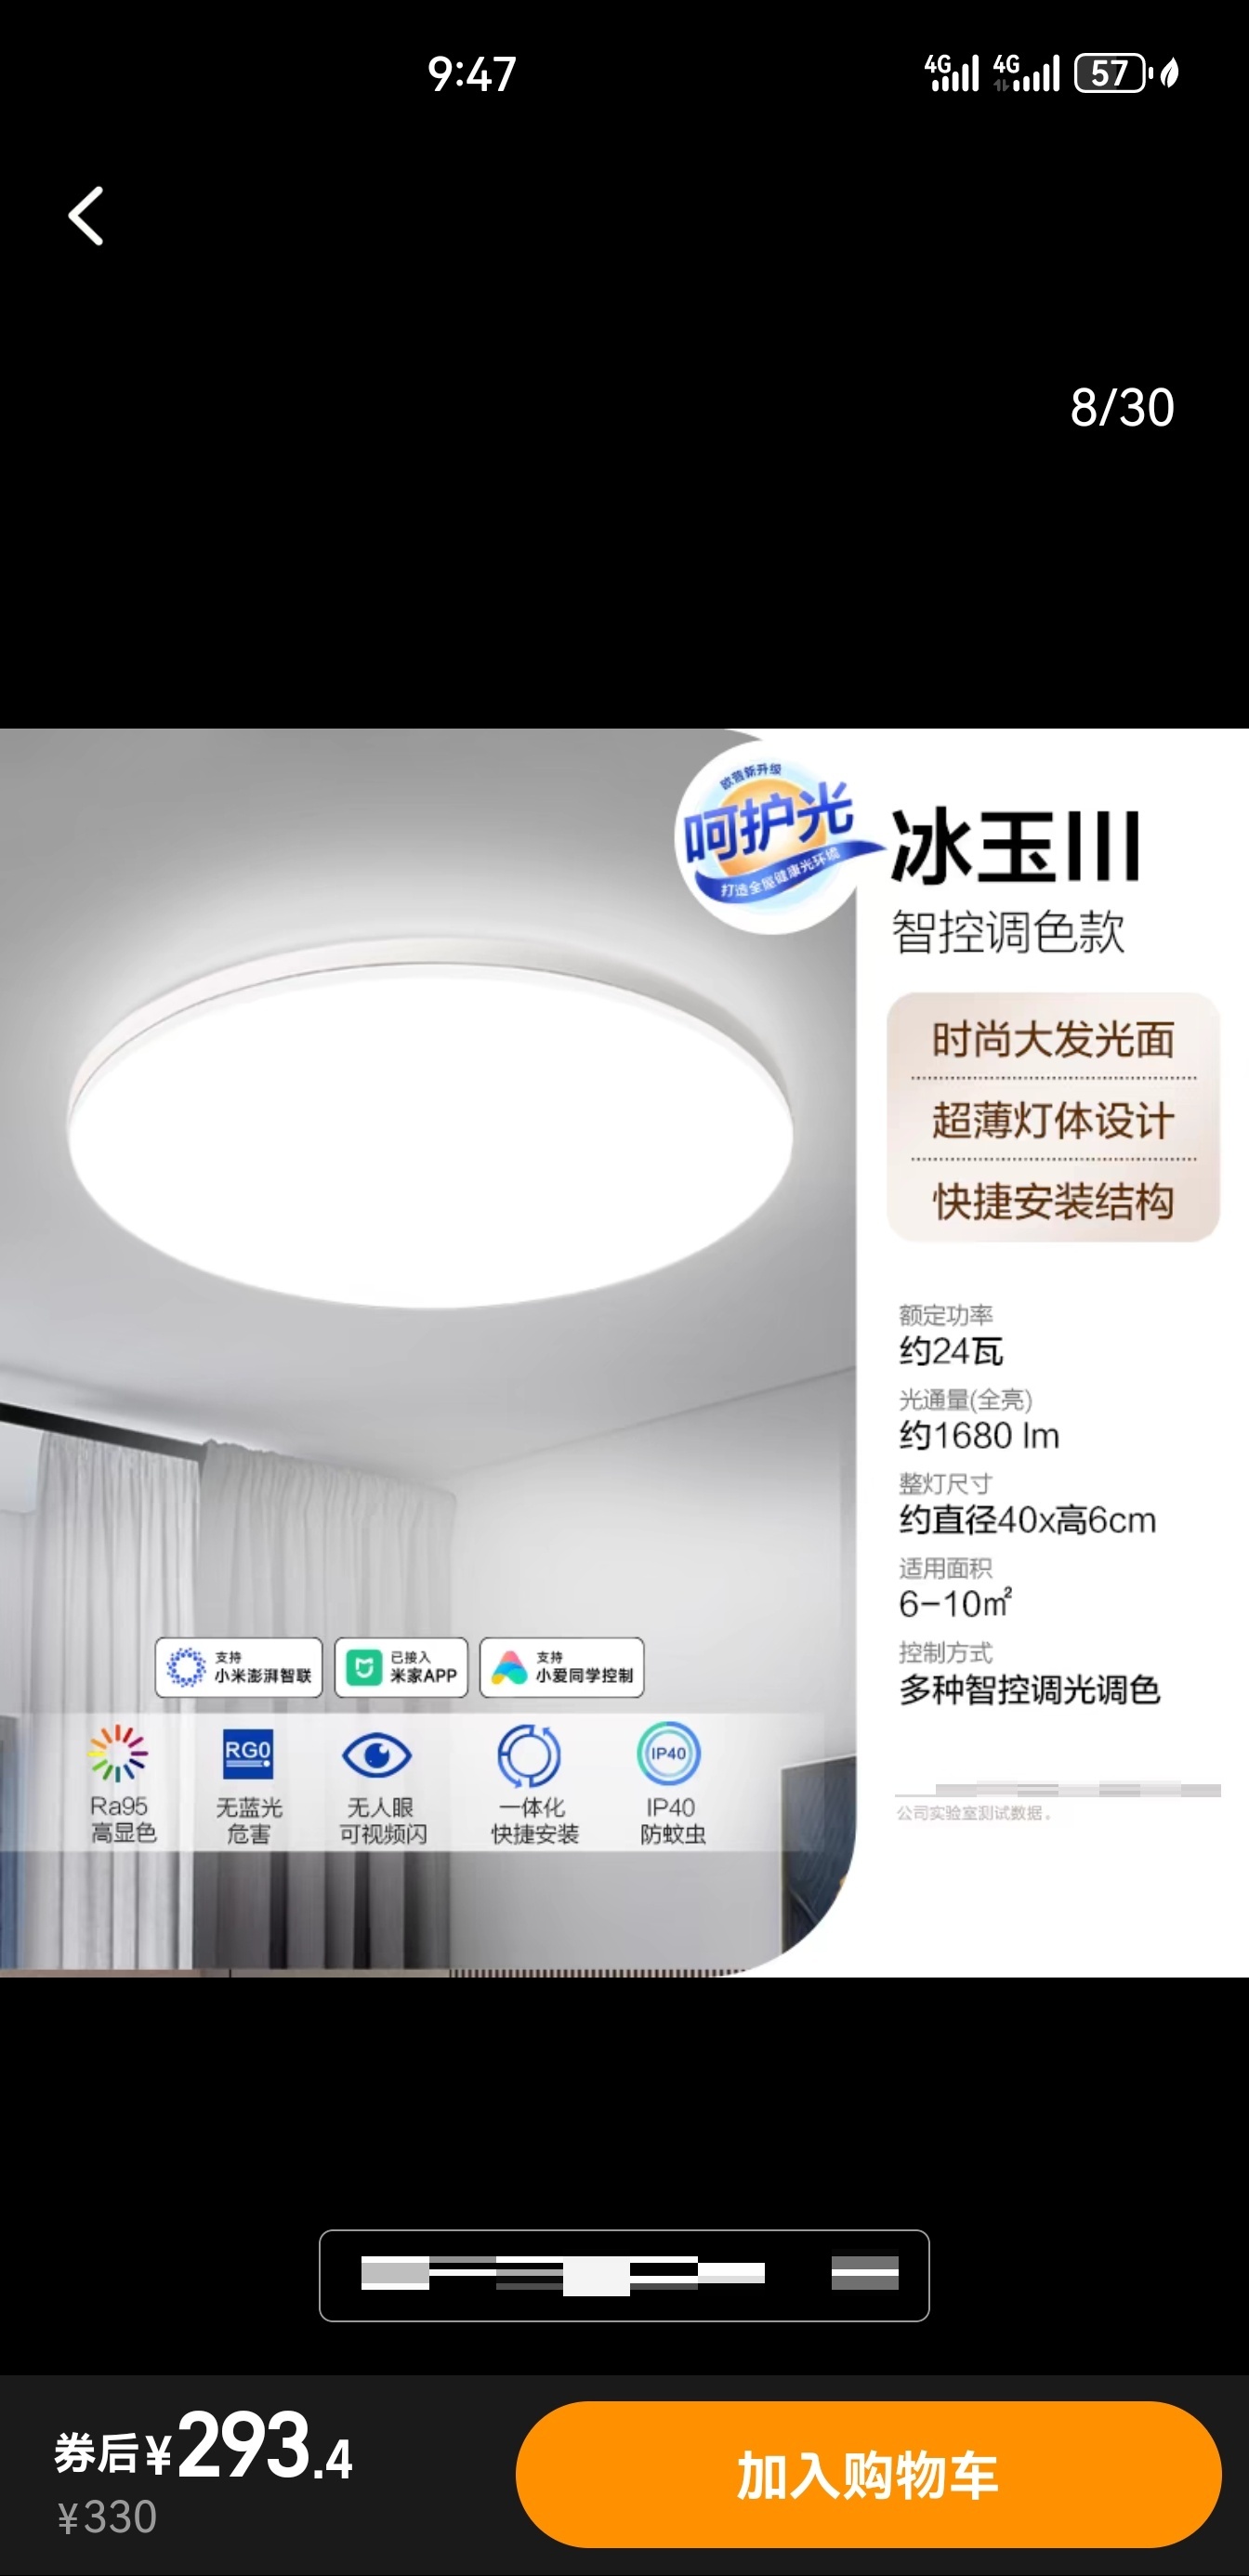 9:47
4G 4G 57
8/30
欧普新升级
呵护光
打造全屋健康光环境
冰玉III
智控调色款
时尚大发光面
超薄灯体设计
快捷安装结构
额定功率
约24瓦
光通量(全亮)
约1680 lm
整灯尺寸
约直径40x高6cm
适用面积
6-10㎡
控制方式
多种智控调光调色
支持
小米澎湃智联
已接入
米家APP
支持
小爱同学控制
RG0
IP40
Ra95
高显色
无蓝光
危害
无人眼
可视频闪
一体化
快捷安装
IP40
防蚊虫
公司实验室测试数据。
券后¥293.4
¥330
加入购物车